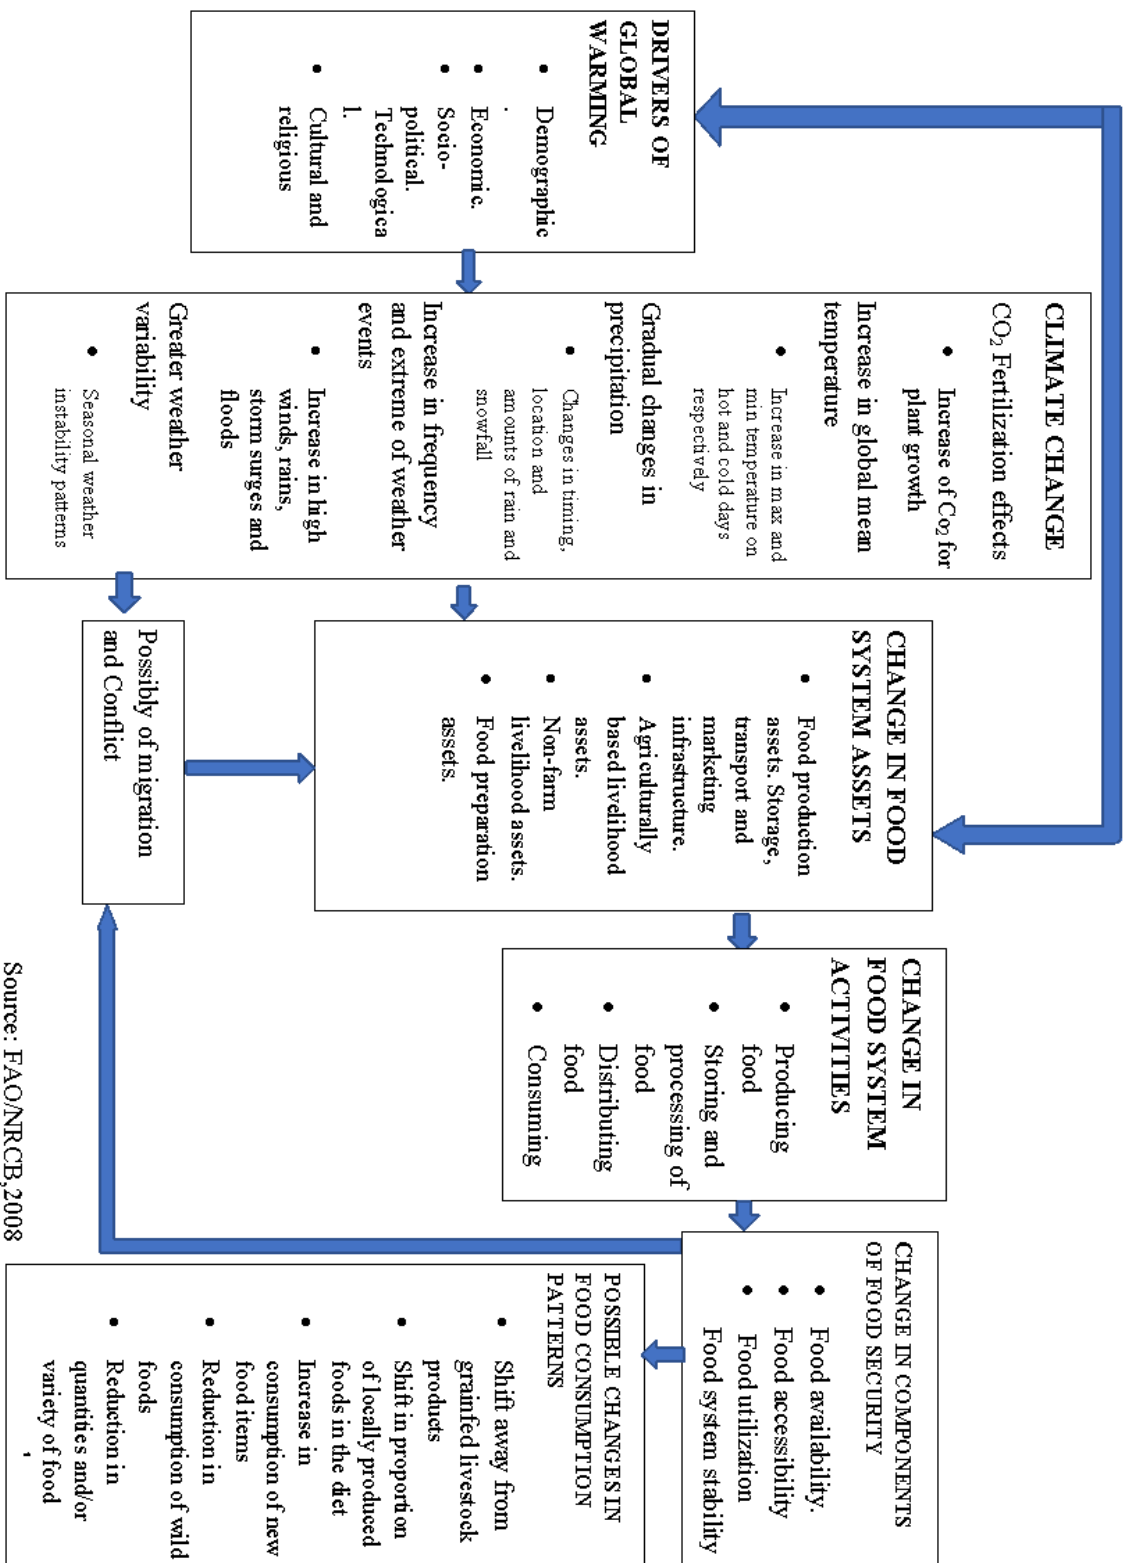 DRIVERS OF
GLOBAL
WARMING
• Demographic
.
• Economic.
• Socio-
political.
Technologica
l.
• Cultural and
religious
CLIMATE CHANGE
CO₂ Fertilization effects
• Increase of Co₂ for
plant growth
Increase in global mean
temperature
• Increase in max and
min temperature on
hot and cold days
respectively
Gradual changes in
precipitation
• Changes in timing,
location and
amounts of rain and
snowfall
Increase in frequency
and extreme of weather
events
• Increase in high
winds, rains,
storm surges and
floods
Greater weather
variability
• Seasonal weather
instability patterns
CHANGE IN FOOD
SYSTEM ASSETS
• Food production
assets. Storage,
transport and
marketing
infrastructure.
• Agriculturally
based livelihood
assets.
• Non-farm
livelihood assets.
• Food preparation
assets.
Possibly of migration
and Conflict
CHANGE IN
FOOD SYSTEM
ACTIVITIES
• Producing
food
• Storing and
processing of
food
• Distributing
food
• Consuming
CHANGE IN COMPONENTS
OF FOOD SECURITY
• Food availability.
• Food accessibility
• Food utilization
Food system stability
POSSIBLE CHANGES IN
FOOD CONSUMPTION
PATTERNS
• Shift away from
grainfed livestock
products
• Shift in proportion
of locally produced
foods in the diet
• Increase in
consumption of new
food items
• Reduction in
consumption of wild
foods
• Reduction in
quantities and/or
variety of food
Source: FAO/NRCB,2008